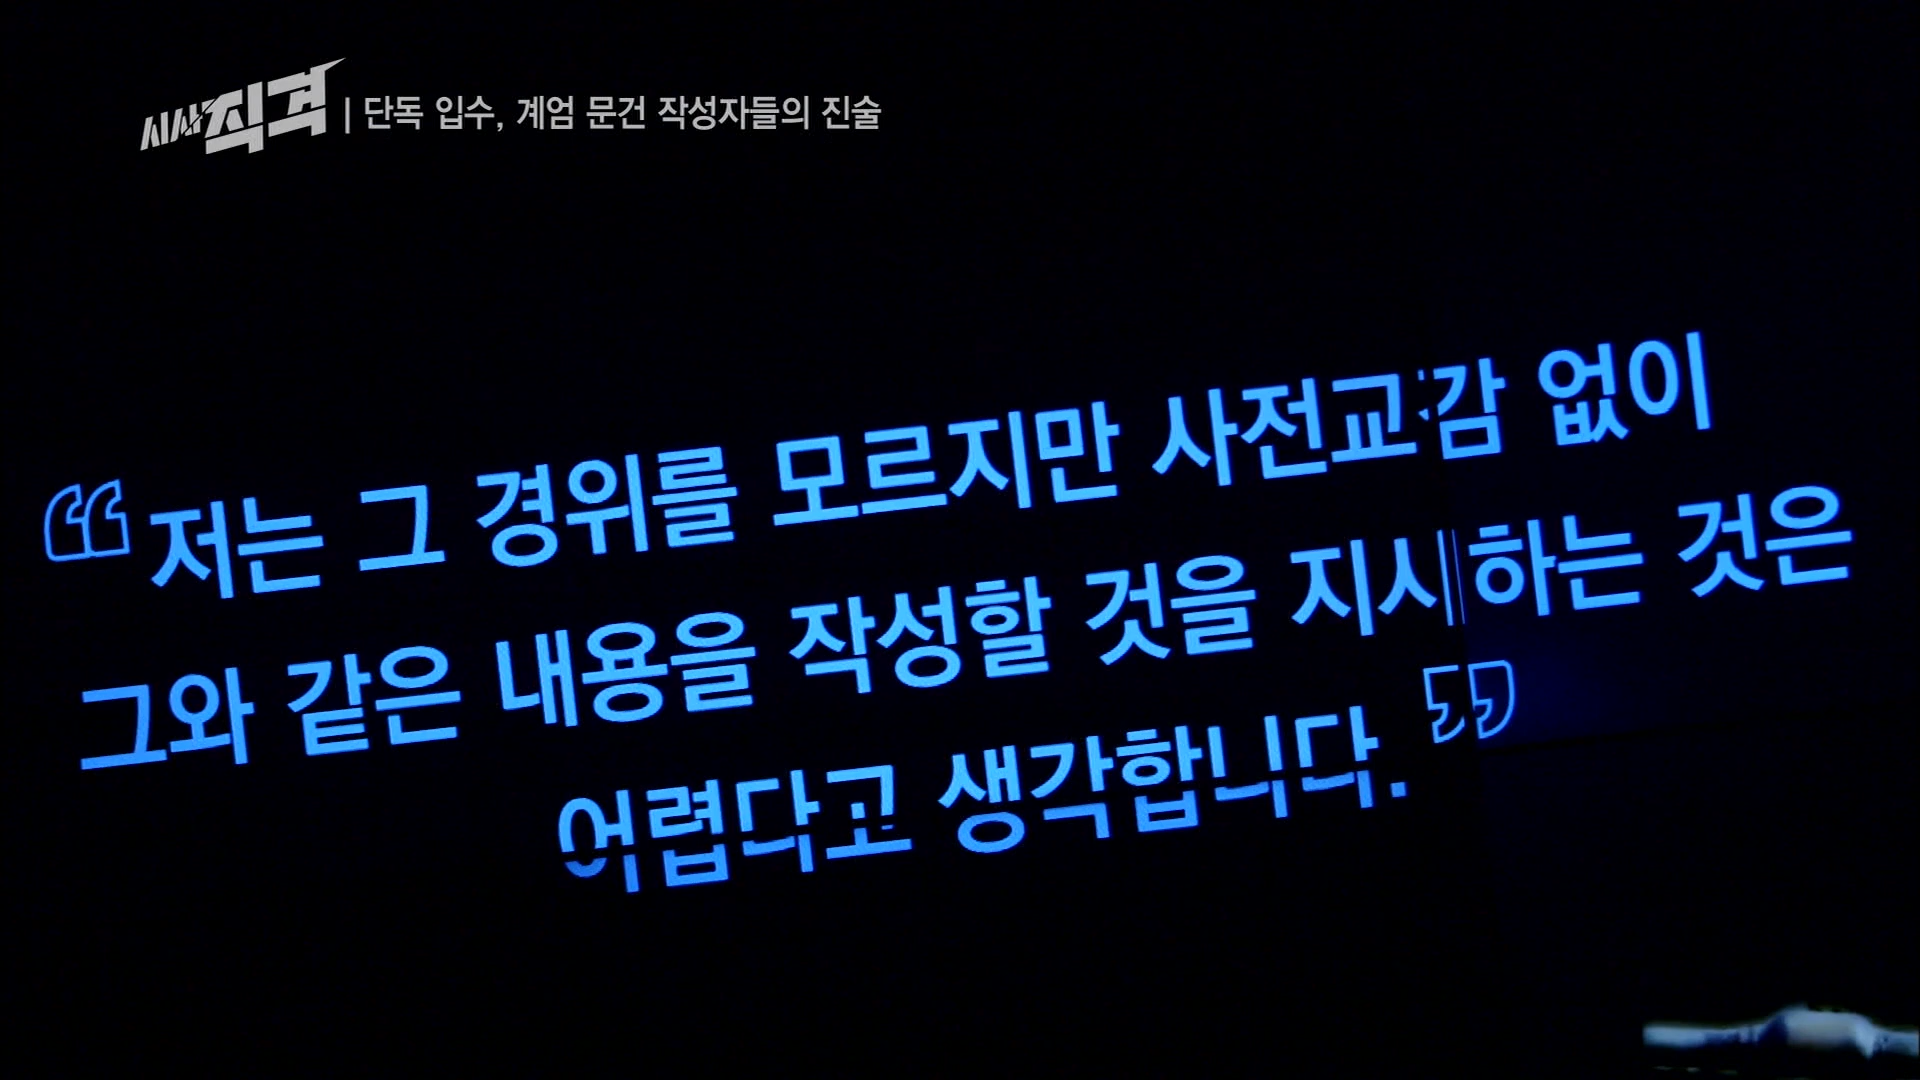 시사직격 | 단독 입수, 계엄 문건 작성자들의 진술
“저는 그 경위를 모르지만 사전교감 없이
그와 같은 내용을 작성할 것을 지시하는 것은
어렵다고 생각합니다.”